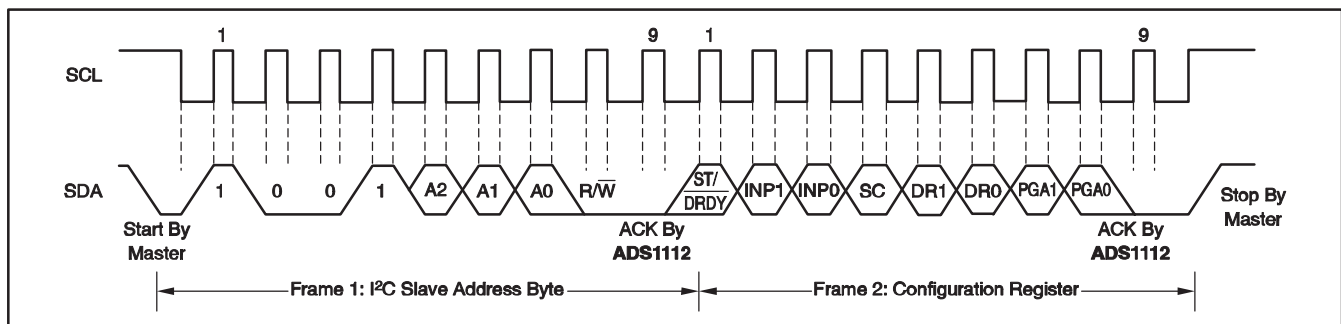 1 9 1 9
SCL
SDA 1 0 0 1 A2 A1 A0 R/W̅ ST/ INP1 INP0 SC DR1 DR0 PGA1 PGA0 Stop By
D̅R̅D̅Y̅ Master
Start By ACK By ACK By
Master ADS1112 ADS1112
Frame 1: I²C Slave Address Byte Frame 2: Configuration Register